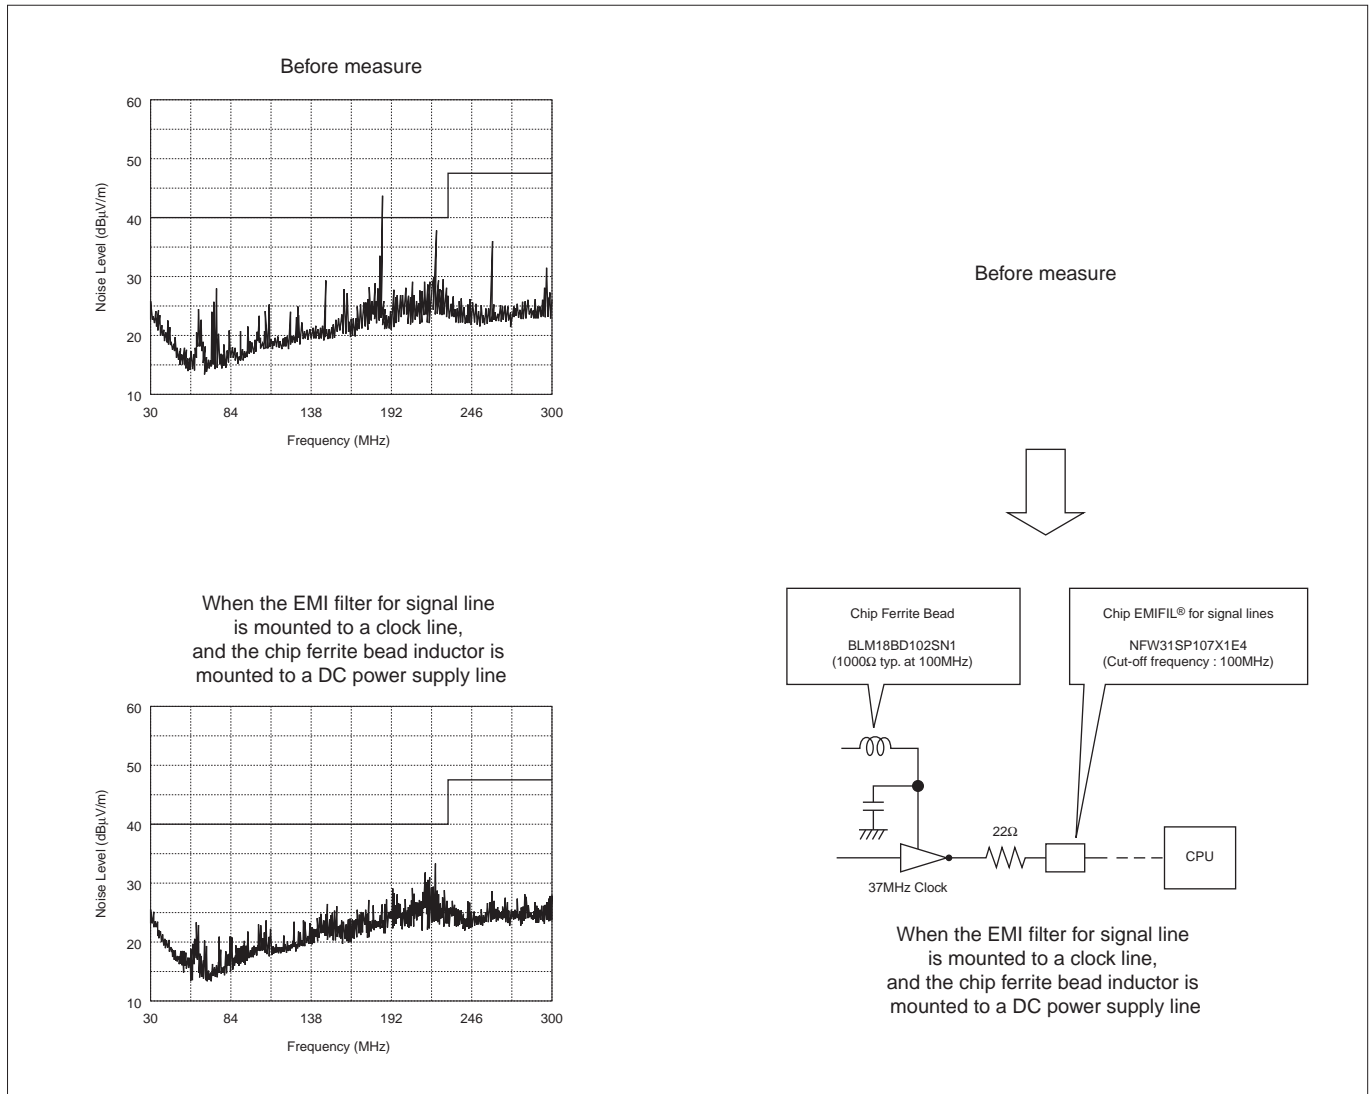 Before measure
60
50
40
30
20
10
Noise Level (dBµV/m)
30 84 138 192 246 300
Frequency (MHz)
When the EMI filter for signal line
is mounted to a clock line,
and the chip ferrite bead inductor is
mounted to a DC power supply line
60
50
40
30
20
10
Noise Level (dBµV/m)
30 84 138 192 246 300
Frequency (MHz)
Before measure
Chip Ferrite Bead
BLM18BD102SN1
(1000Ω typ. at 100MHz)
Chip EMIFIL® for signal lines
NFW31SP107X1E4
(Cut-off frequency : 100MHz)
22Ω
CPU
37MHz Clock
When the EMI filter for signal line
is mounted to a clock line,
and the chip ferrite bead inductor is
mounted to a DC power supply line